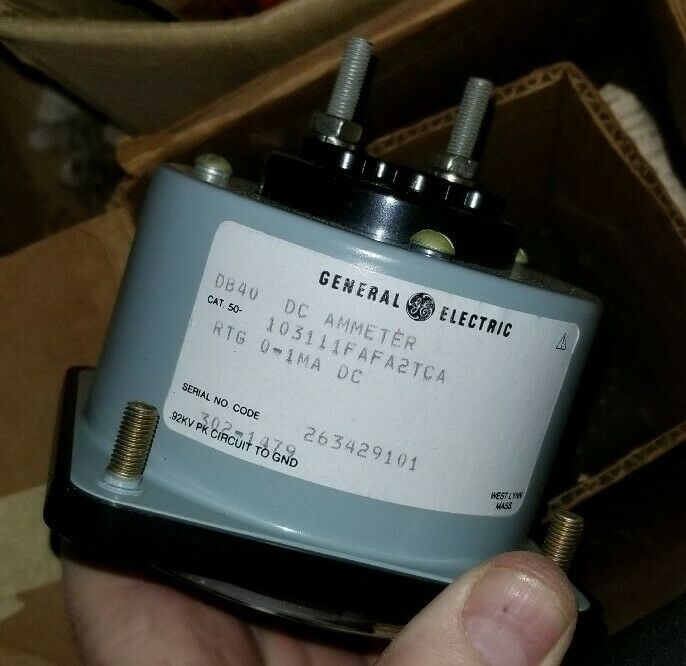 GENERAL GE ELECTRIC
DB40 DC AMMETER
CAT. 50- 103111FAFA2TCA
RTG 0-1MA DC
SERIAL NO. CODE
302-1479 263429101
.92KV PK CIRCUIT TO GND
WEST LYNN
MASS